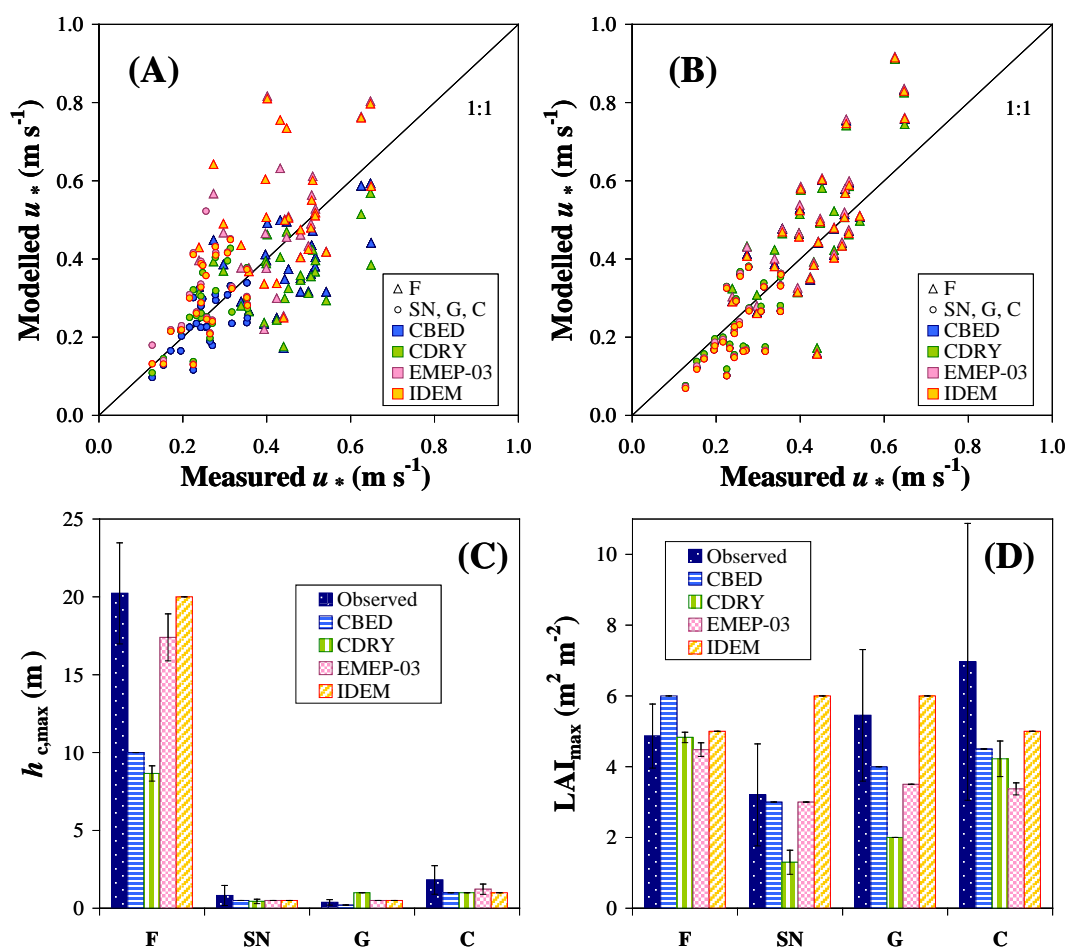 (A)
1:1
Modelled u * (m s-1)
1.0
0.8
0.6
0.4
0.2
0.0
F
SN, G, C
CBED
CDRY
EMEP-03
IDEM
0.0 0.2 0.4 0.6 0.8 1.0
Measured u * (m s-1)
(B)
1:1
Modelled u * (m s-1)
1.0
0.8
0.6
0.4
0.2
0.0
F
SN, G, C
CBED
CDRY
EMEP-03
IDEM
0.0 0.2 0.4 0.6 0.8 1.0
Measured u * (m s-1)
(C)
h c,max (m )
25
20
15
10
5
0
Observed
CBED
CDRY
EMEP-03
IDEM
F SN G C
(D)
LAImax (m2 m-2)
10
8
6
4
2
0
Observed
CBED
CDRY
EMEP-03
IDEM
F SN G C